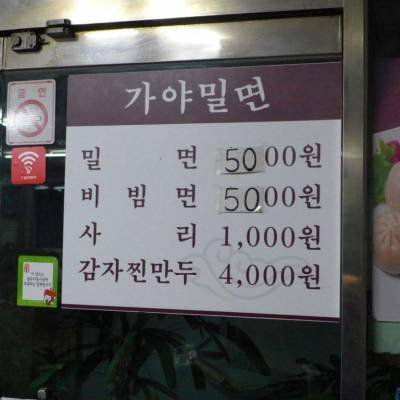 가야밀면
밀 면 5000원
비 빔 면 5000원
사 리 1,000원
감자찐만두 4,000원
금 연